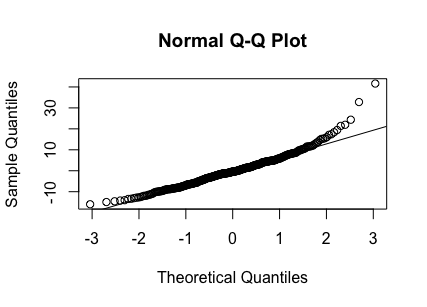 Normal Q-Q Plot
Sample Quantiles
30
10
-10
-3 -2 -1 0 1 2 3
Theoretical Quantiles